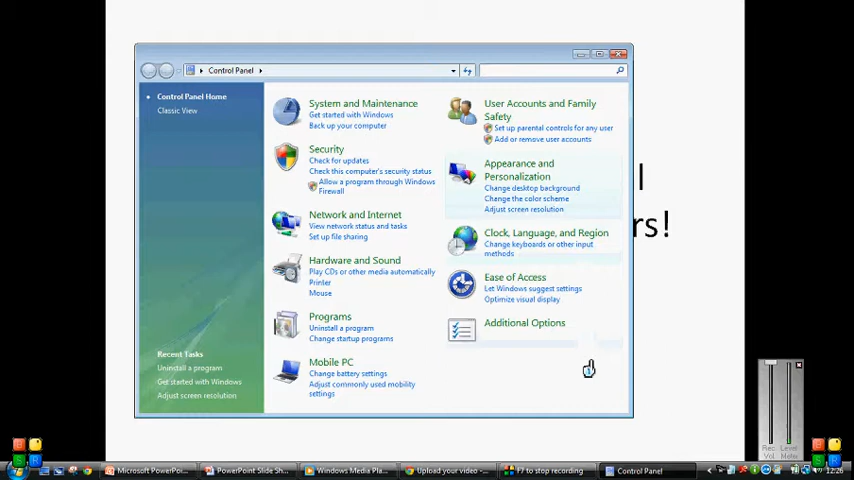 Control Panel
Control Panel Home
Classic View
System and Maintenance
Get started with Windows
Back up your computer
Security
Check for updates
Check this computer's security status
Allow a program through Windows
Firewall
Network and Internet
View network status and tasks
Set up file sharing
Hardware and Sound
Play CDs or other media automatically
Printer
Mouse
Programs
Uninstall a program
Change startup programs
Mobile PC
Change battery settings
Adjust commonly used mobility
settings
User Accounts and Family
Safety
Set up parental controls for any user
Add or remove user accounts
Appearance and
Personalization
Change desktop background
Change the color scheme
Adjust screen resolution
Clock, Language, and Region
Change keyboards or other input
methods
Ease of Access
Let Windows suggest settings
Optimize visual display
Additional Options
l
rs!
Recent Tasks
Uninstall a program
Get started with Windows
Adjust screen resolution
Rec Level
Vol Meter
Microsoft PowerPoi...
PowerPoint Slide Sh...
Windows Media Pla...
Upload your video -...
F7 to stop recording
Control Panel
12:26